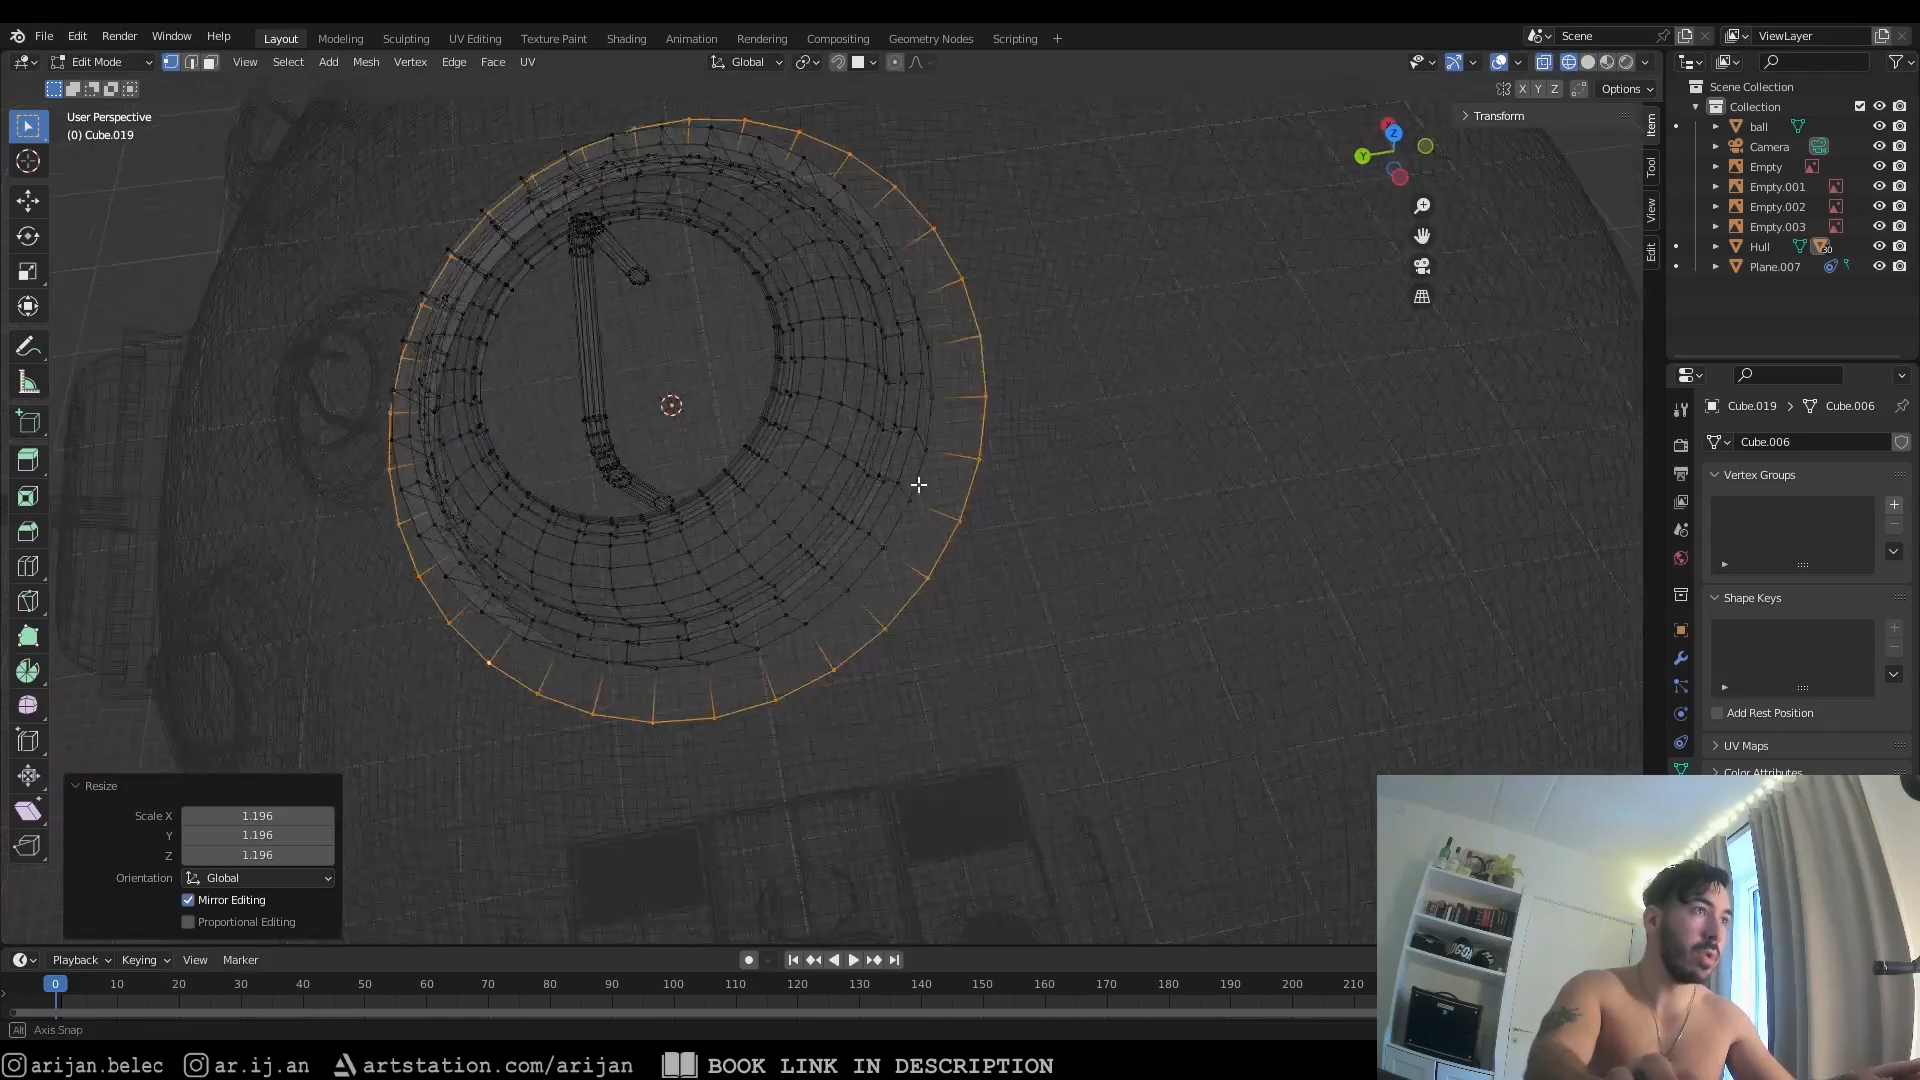 File Edit Render Window Help Layout Modeling Sculpting UV Editing Texture Paint Shading Animation Rendering Compositing Geometry Nodes Scripting + Scene ViewLayer
Edit Mode View Select Add Mesh Vertex Edge Face UV Global
X Y Z Options
User Perspective
(0) Cube.019
Transform
Item
Tool
View
Edit
Z
Y
Scene Collection
Collection
ball
Camera
Empty
Empty.001
Empty.002
Empty.003
Hull 30
Plane.007
Cube.019 > Cube.006
Cube.006
Vertex Groups
Shape Keys
Add Rest Position
UV Maps
Color Attributes
Resize
Scale X 1.196
Y 1.196
Z 1.196
Orientation Global
Mirror Editing
Proportional Editing
Playback Keying View Marker
0 10 20 30 40 50 60 70 80 90 100 110 120 130 140 150 160 170 180 190 200 210
Alt Axis Snap
arijan.belec ar.ij.an artstation.com/arijan BOOK LINK IN DESCRIPTION